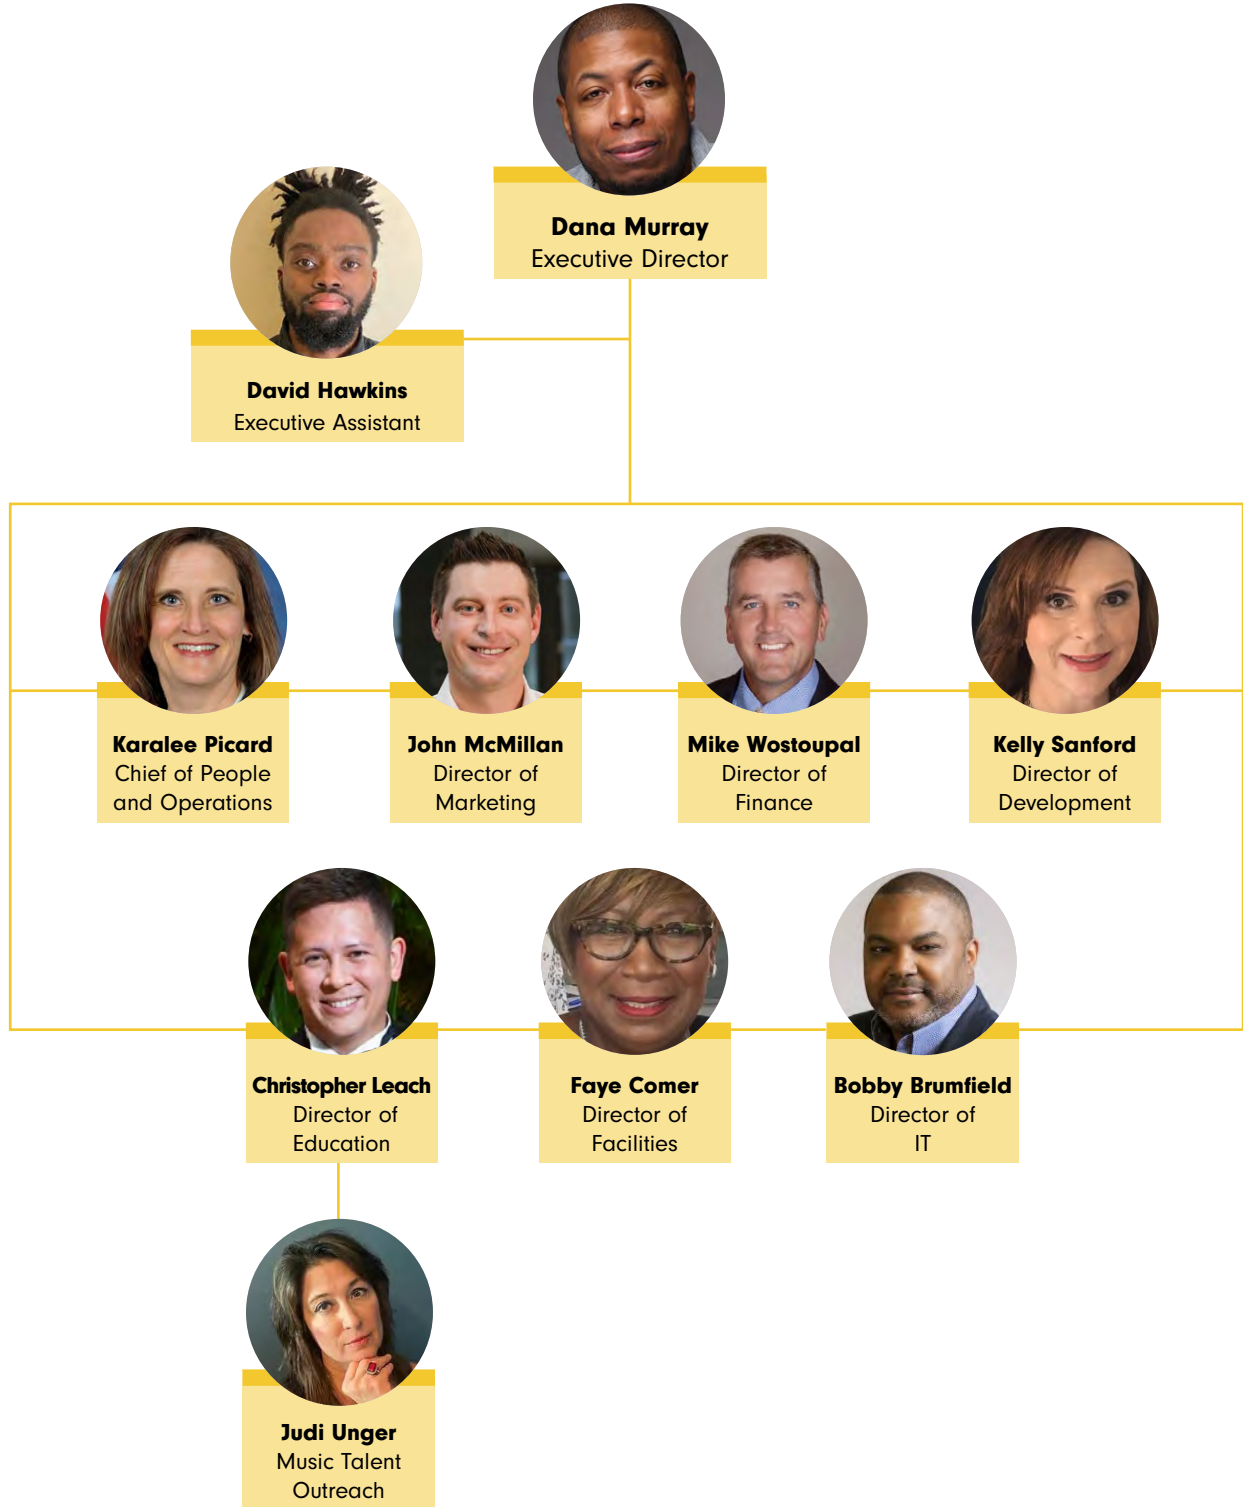 Dana Murray
Executive Director
David Hawkins
Executive Assistant
Karalee Picard
Chief of People
and Operations
John McMillan
Director of
Marketing
Mike Wostoupal
Director of
Finance
Kelly Sanford
Director of
Development
Christopher Leach
Director of
Education
Faye Comer
Director of
Facilities
Bobby Brumfield
Director of
IT
Judi Unger
Music Talent
Outreach